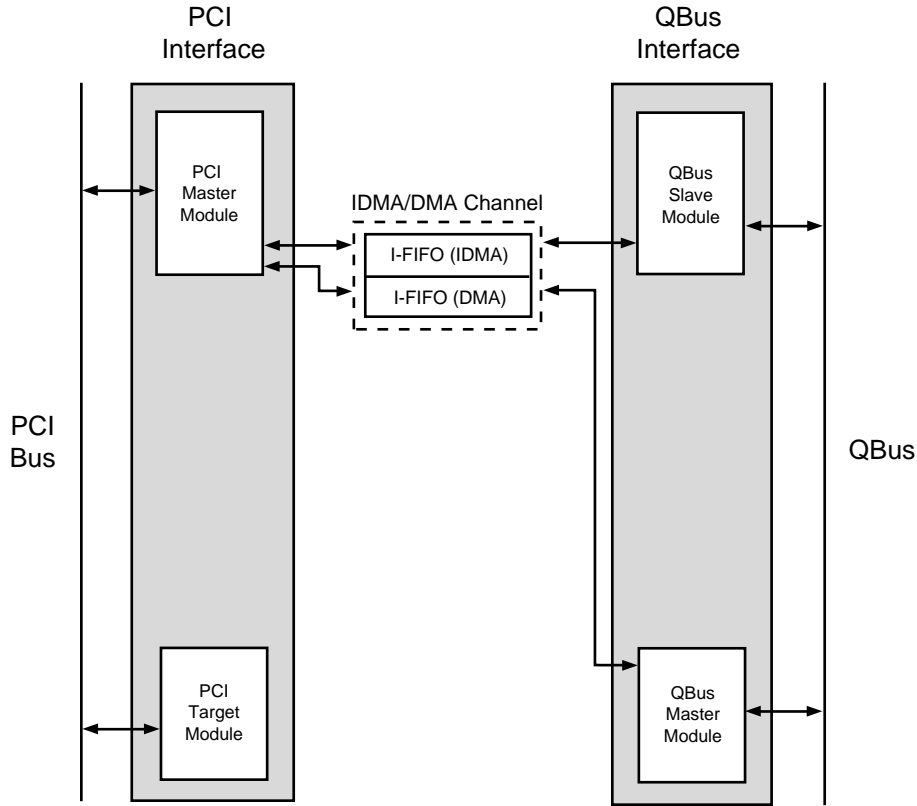 PCI
Interface
QBus
Interface
PCI
Master
Module
QBus
Slave
Module
IDMA/DMA Channel
I-FIFO (IDMA)
I-FIFO (DMA)
PCI
Bus
QBus
PCI
Target
Module
QBus
Master
Module